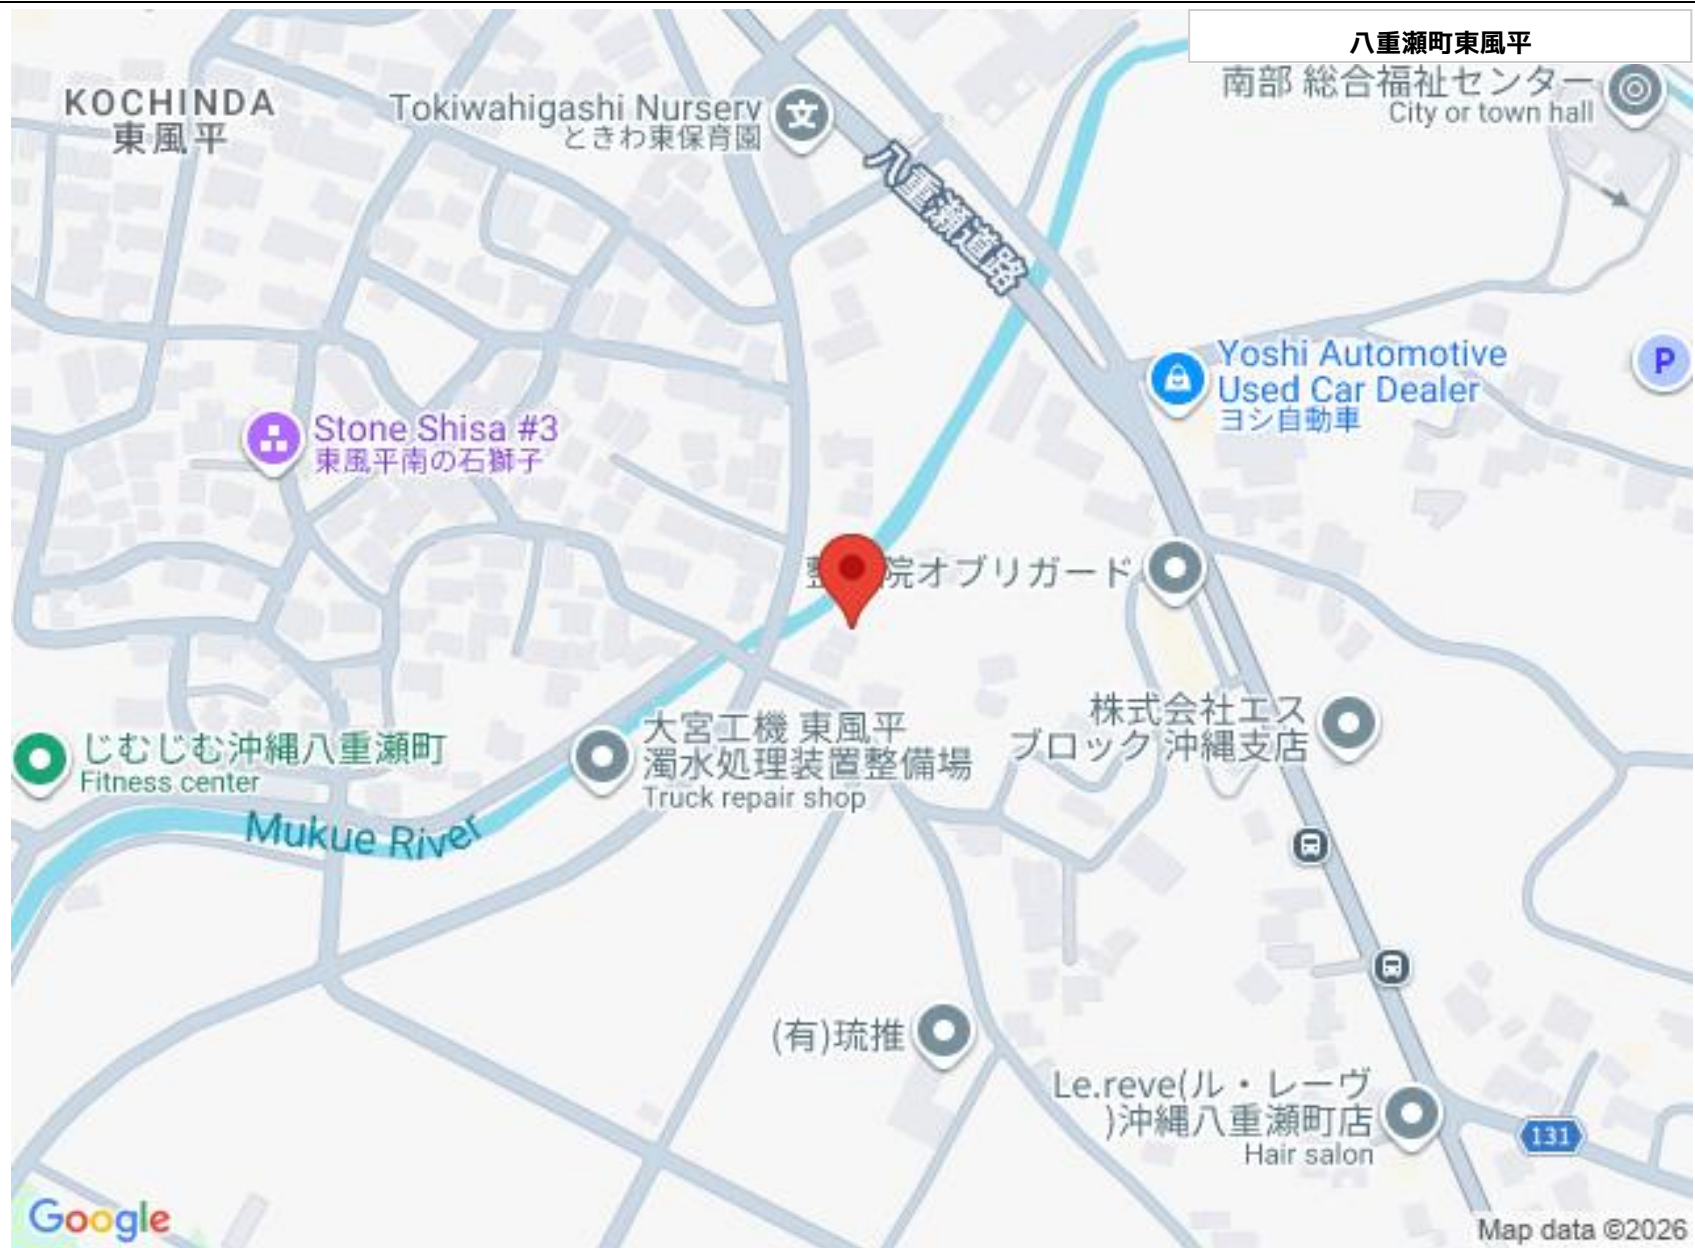 八重瀬町東風平
KOCHINDA
東風平
Tokiwahigashi Nursery
ときわ東保育園
南部 総合福祉センター
City or town hall
八重瀬道路
Yoshi Automotive
Used Car Dealer
ヨシ自動車
P
Stone Shisa #3
東風平南の石獅子
院オブリガード
株式会社エス
ブロック 沖縄支店
大宮工機 東風平
濁水処理装置整備場
Truck repair shop
じむじむ沖縄八重瀬町
Fitness center
Mukue River
(有)琉推
Le.reve(ル・レーヴ
)沖縄八重瀬町店
Hair salon
131
Google
Map data ©2026